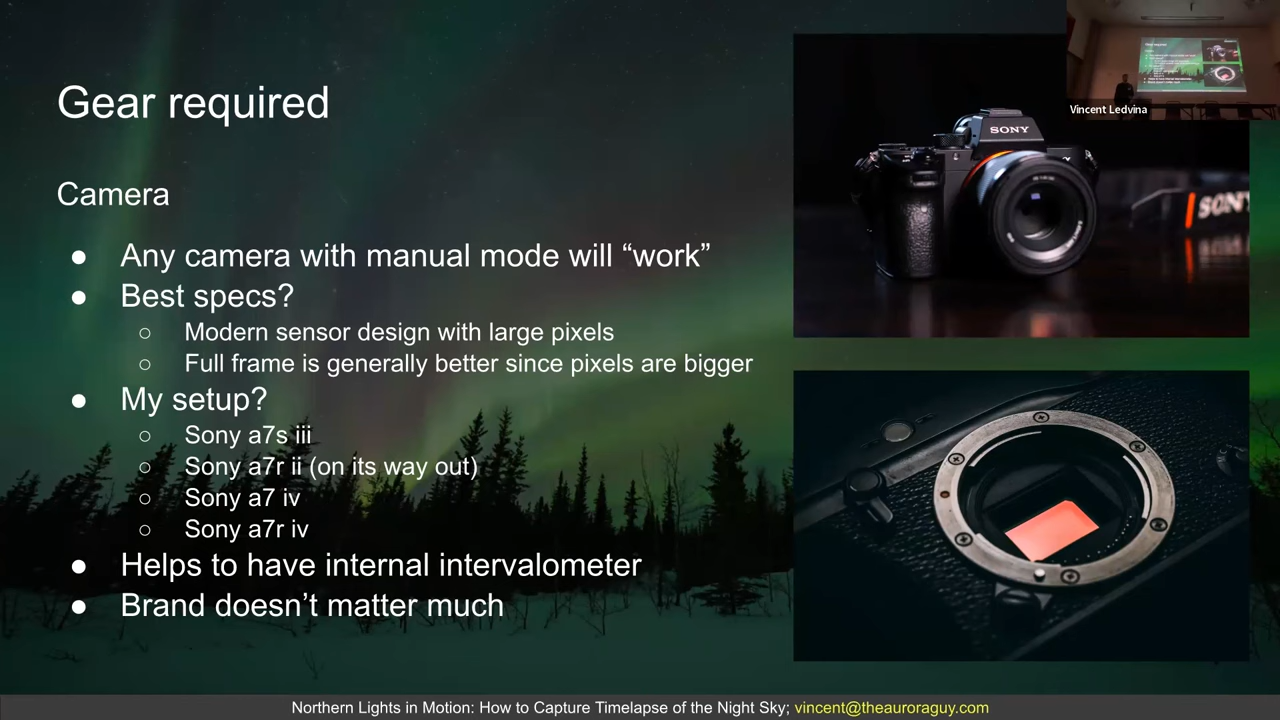 Gear required
Camera
● Any camera with manual mode will “work”
● Best specs?
○ Modern sensor design with large pixels
○ Full frame is generally better since pixels are bigger
● My setup?
○ Sony a7s iii
○ Sony a7r ii (on its way out)
○ Sony a7 iv
○ Sony a7r iv
● Helps to have internal intervalometer
● Brand doesn’t matter much
SONY
SONY
Vincent Ledvina
Northern Lights in Motion: How to Capture Timelapse of the Night Sky; vincent@theauroraguy.com